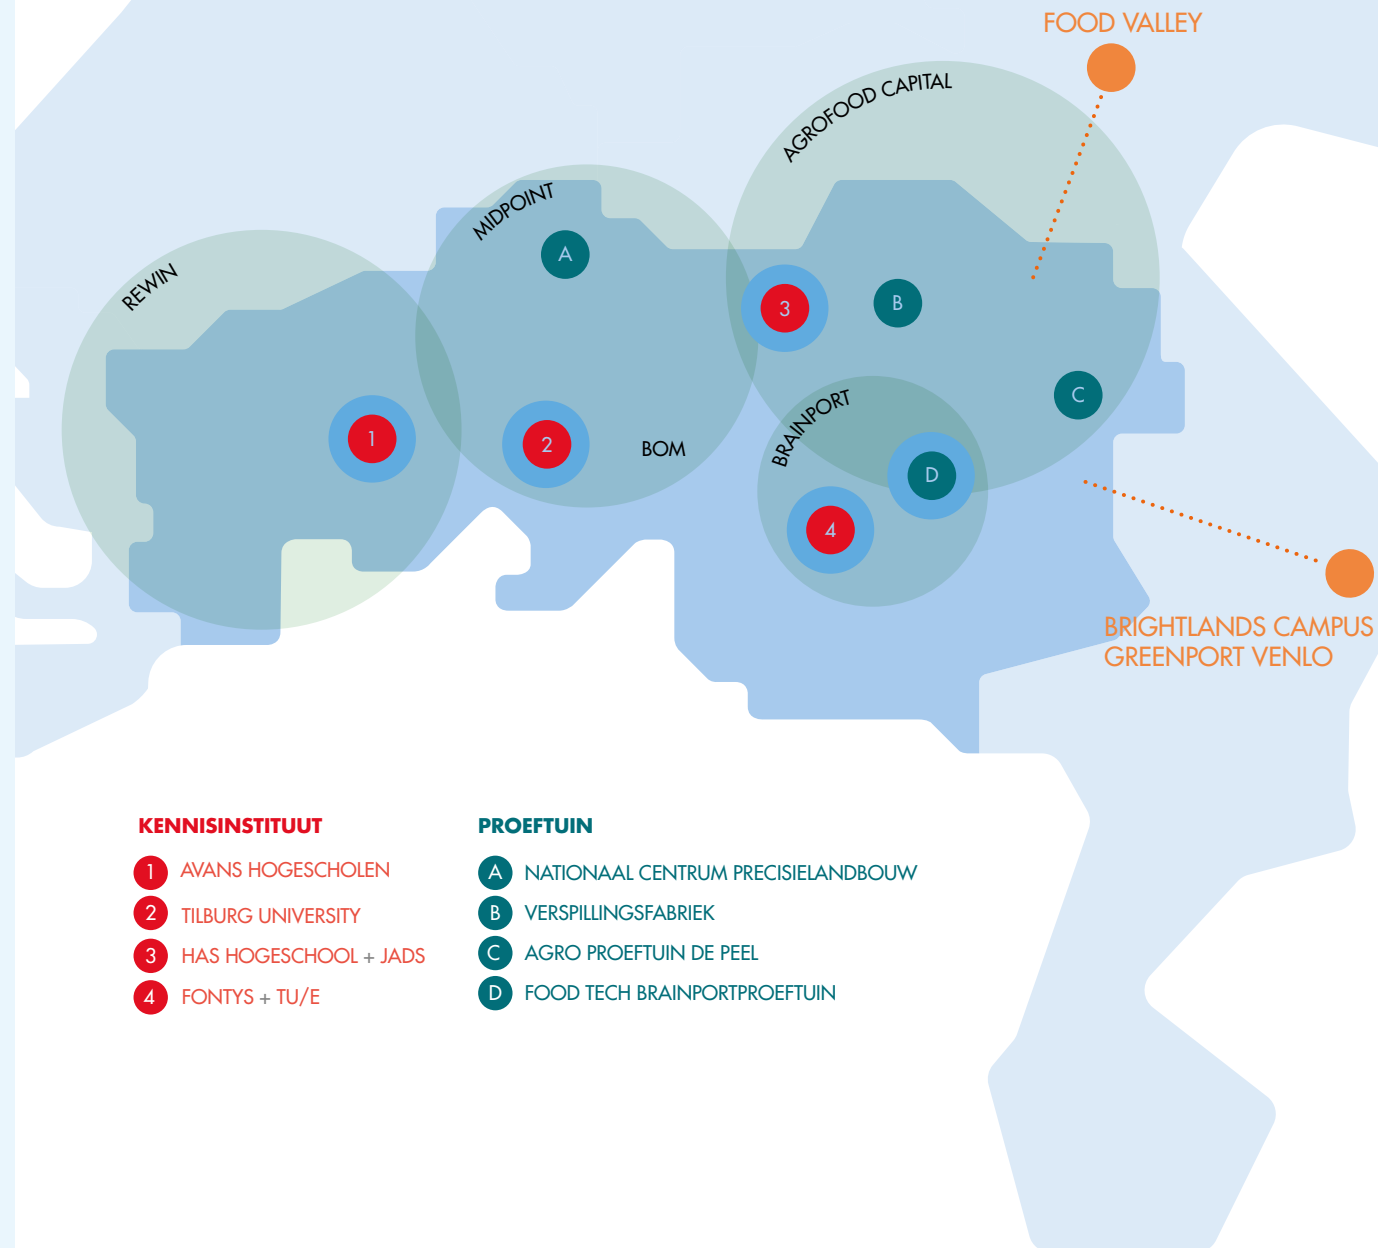 FOOD VALLEY
AGROFOOD CAPITAL
MIDPOINT
REWIN
A
B
3
C
BRAINPORT
1
2
BOM
D
4
BRIGHTLANDS CAMPUS
GREENPORT VENLO
KENNISINSTITUUT
1 AVANS HOGESCHOLEN
2 TILBURG UNIVERSITY
3 HAS HOGESCHOOL + JADS
4 FONTYS + TU/E
PROEFTUIN
A NATIONAAL CENTRUM PRECISIELANDBOUW
B VERSPILLINGSFABRIEK
C AGRO PROEFTUIN DE PEEL
D FOOD TECH BRAINPORTPROEFTUIN